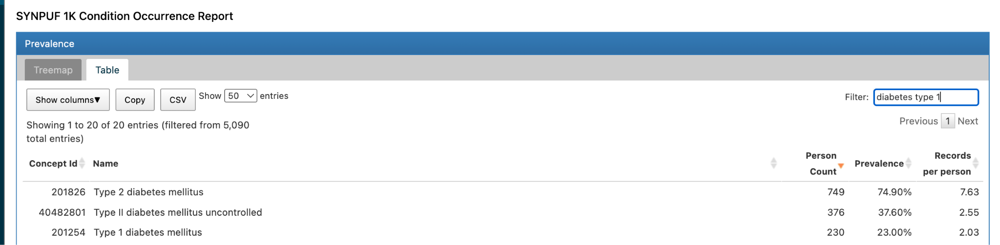 SYNPUF 1K Condition Occurrence Report
Prevalence
Treemap Table
Show columns▼ Copy CSV Show 50 entries Filter: diabetes type 1
Previous 1 Next
Showing 1 to 20 of 20 entries (filtered from 5,090
total entries)
Concept Id Name Person Count Prevalence Records per person
201826 Type 2 diabetes mellitus 749 74.90% 7.63
40482801 Type II diabetes mellitus uncontrolled 376 37.60% 2.55
201254 Type 1 diabetes mellitus 230 23.00% 2.03